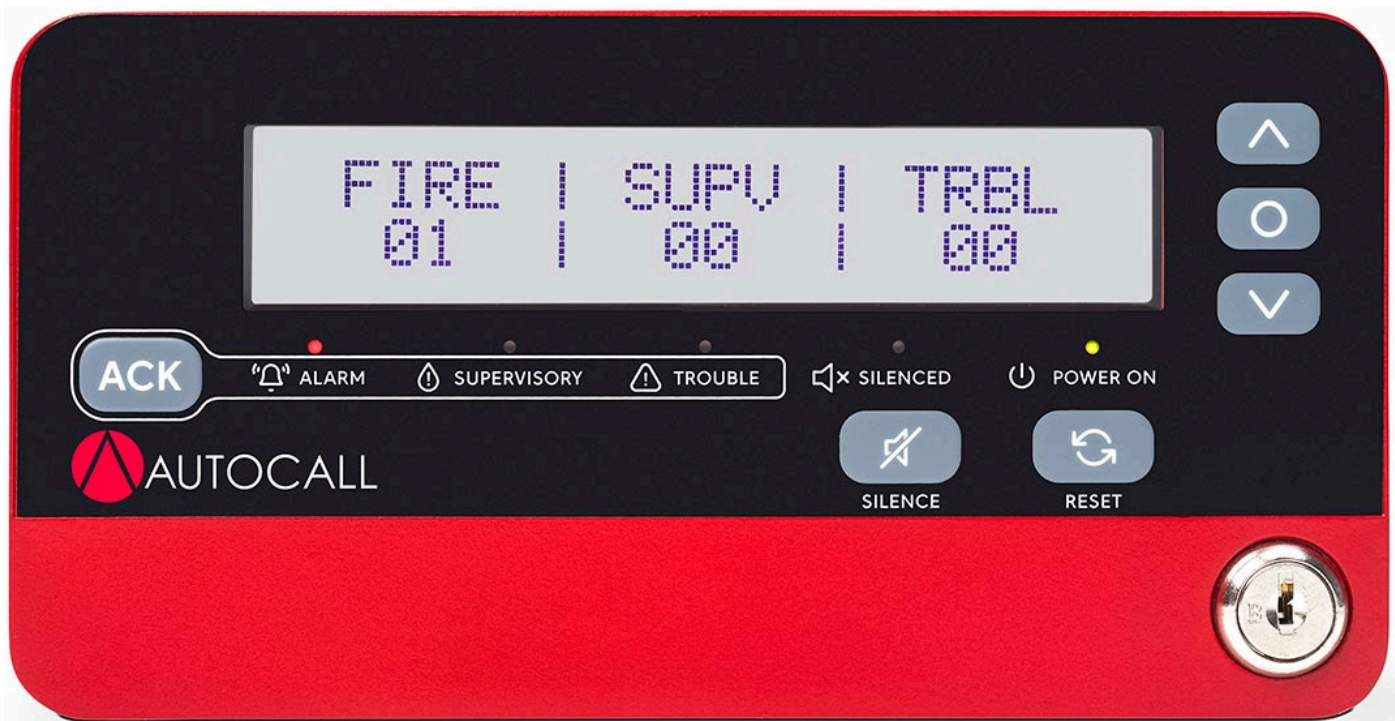 FIRE | SUPV | TRBL
01 | 00 | 00
ACK
ALARM
SUPERVISORY
TROUBLE
SILENCED
POWER ON
AUTOCALL
SILENCE
RESET